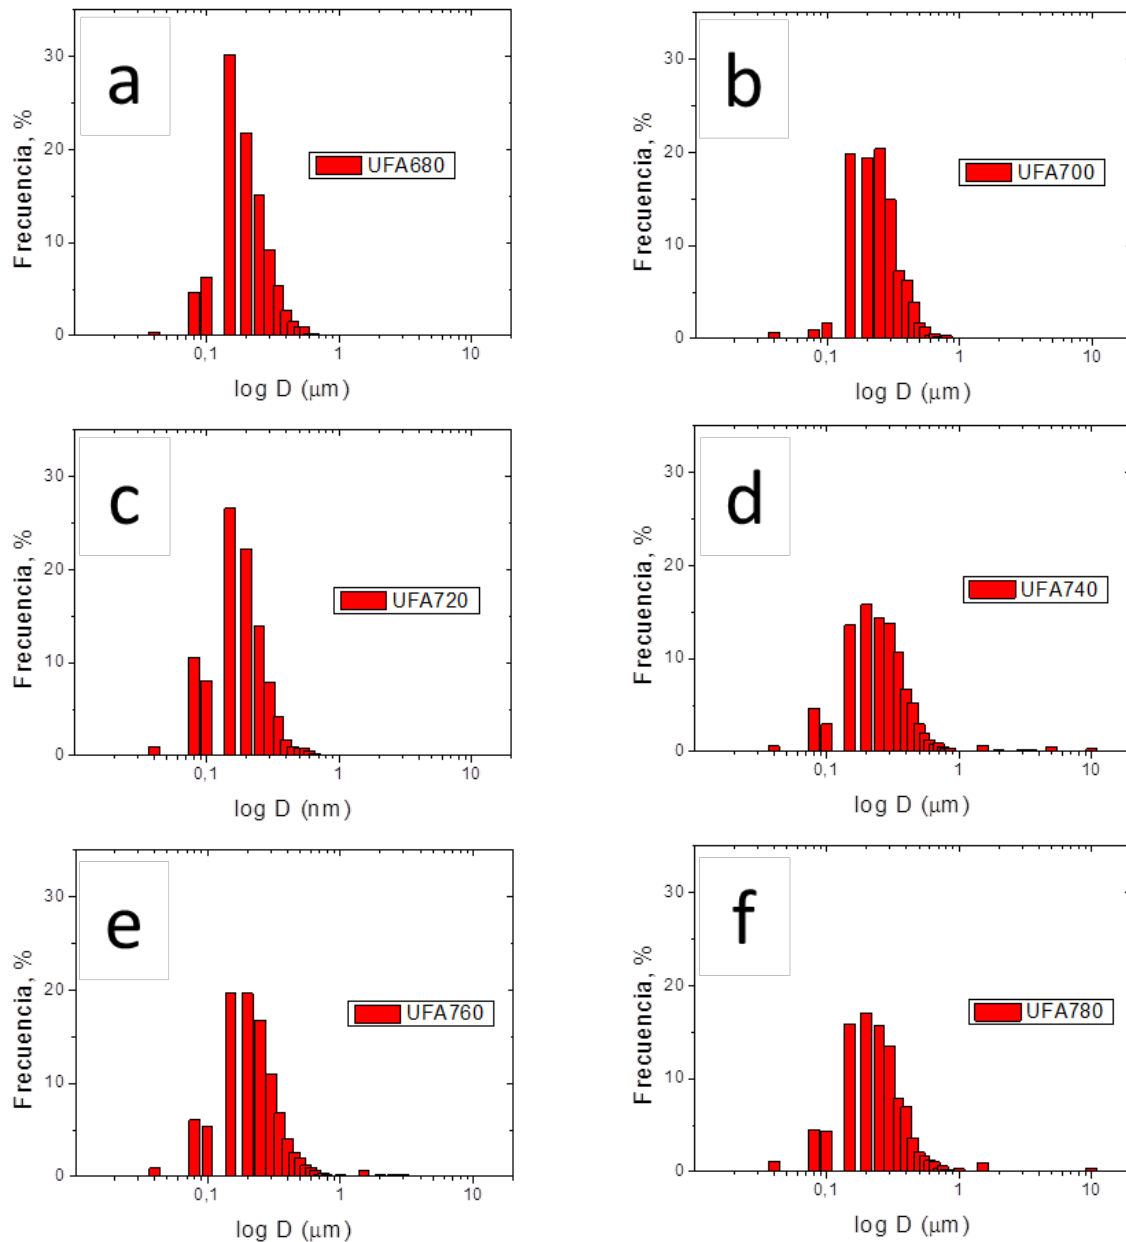 a
30
20
10
0
Frecuencia, %
UFA680
0,1 1 10
log D (μm)
b
30
20
10
0
Frecuencia, %
UFA700
0,1 1 10
log D (μm)
c
30
20
10
0
Frecuencia, %
UFA720
0,1 1 10
log D (nm)
d
30
20
10
0
Frecuencia, %
UFA740
0,1 1 10
log D (μm)
e
30
20
10
0
Frecuencia, %
UFA760
0,1 1 10
log D (μm)
f
30
20
10
0
Frecuencia, %
UFA780
0,1 1 10
log D (μm)